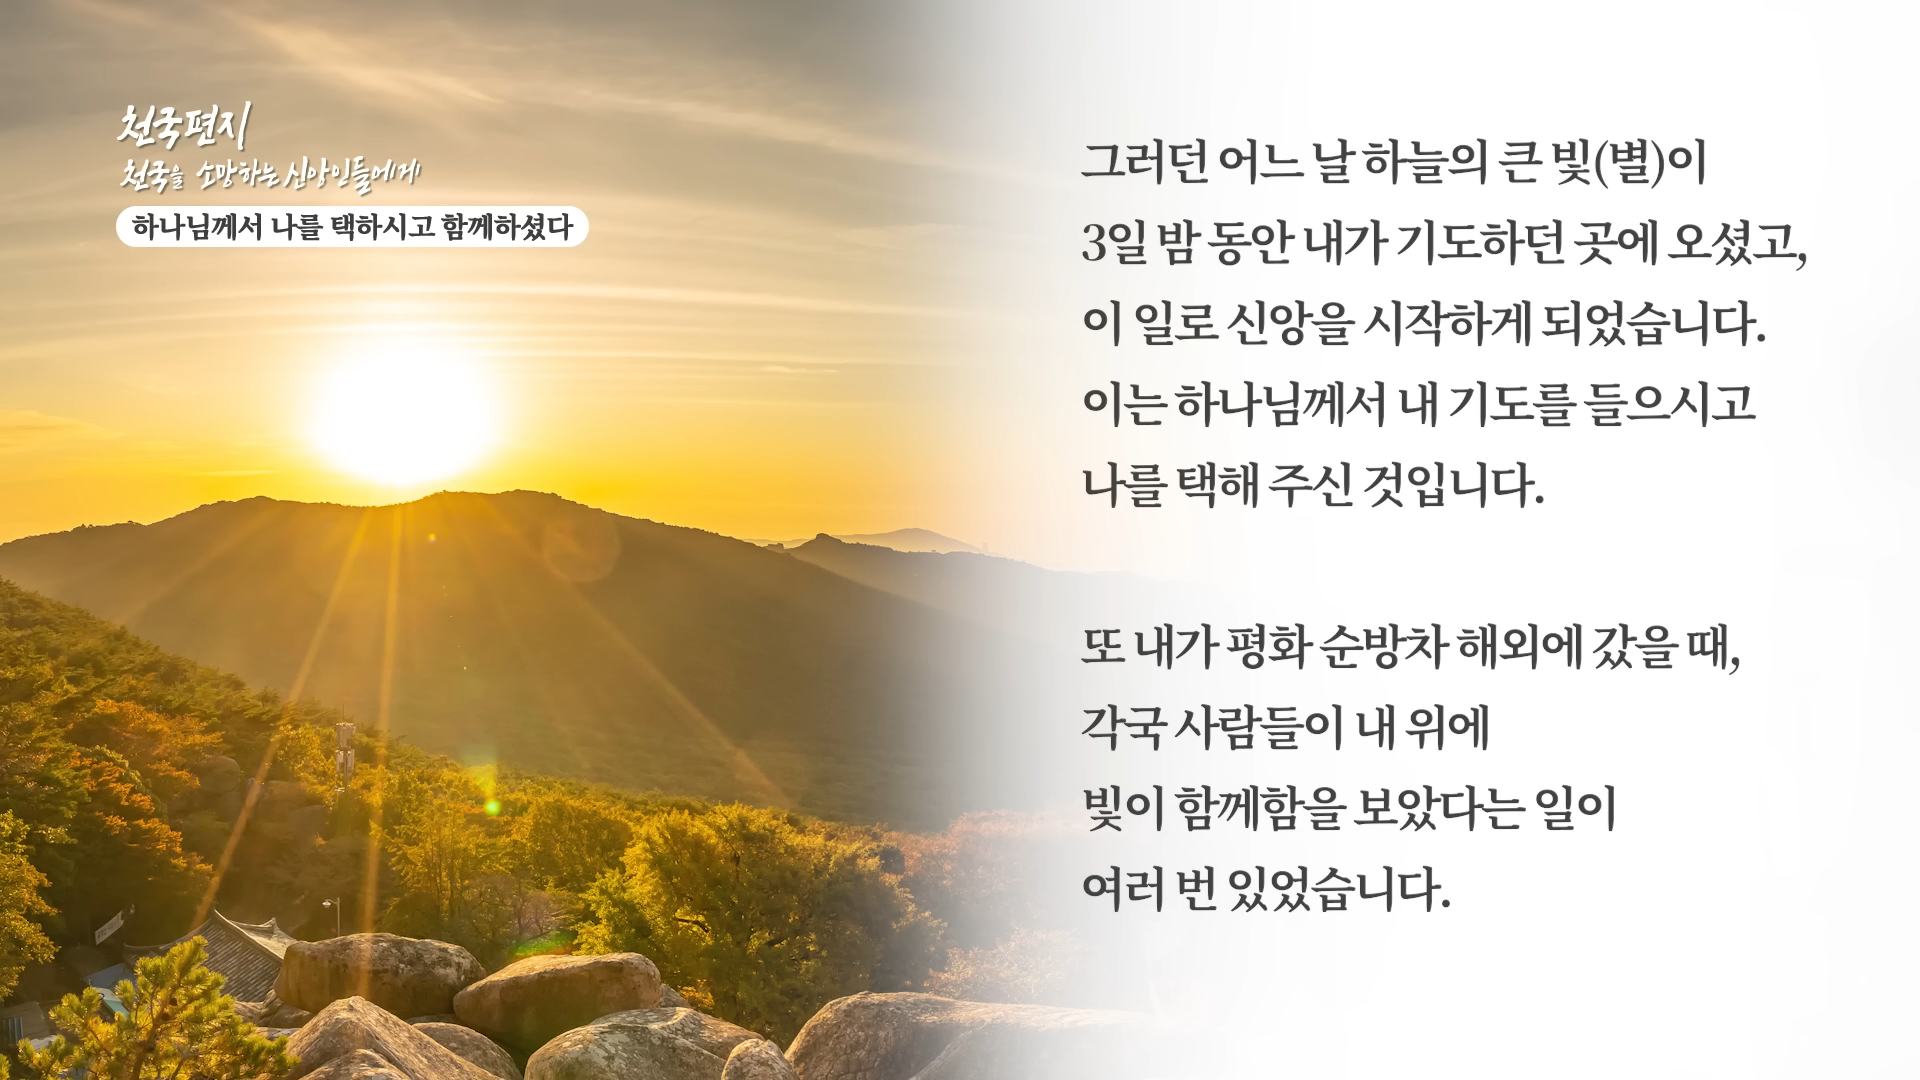 천국편지
천국을 소망하는 신앙인들에게
하나님께서 나를 택하시고 함께하셨다
그러던 어느 날 하늘의 큰 빛(별)이
3일 밤 동안 내가 기도하던 곳에 오셨고,
이 일로 신앙을 시작하게 되었습니다.
이는 하나님께서 내 기도를 들으시고
나를 택해 주신 것입니다.
또 내가 평화 순방차 해외에 갔을 때,
각국 사람들이 내 위에
빛이 함께함을 보았다는 일이
여러 번 있었습니다.